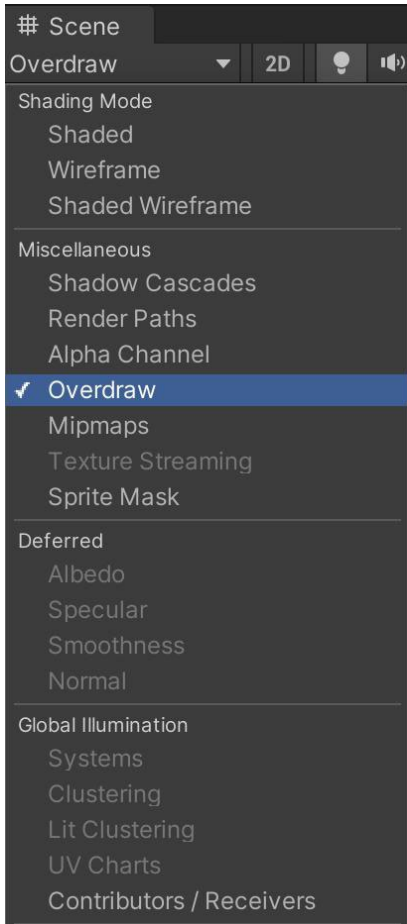 Scene
Overdraw 2D
Shading Mode
Shaded
Wireframe
Shaded Wireframe
Miscellaneous
Shadow Cascades
Render Paths
Alpha Channel
Overdraw
Mipmaps
Texture Streaming
Sprite Mask
Deferred
Albedo
Specular
Smoothness
Normal
Global Illumination
Systems
Clustering
Lit Clustering
UV Charts
Contributors / Receivers